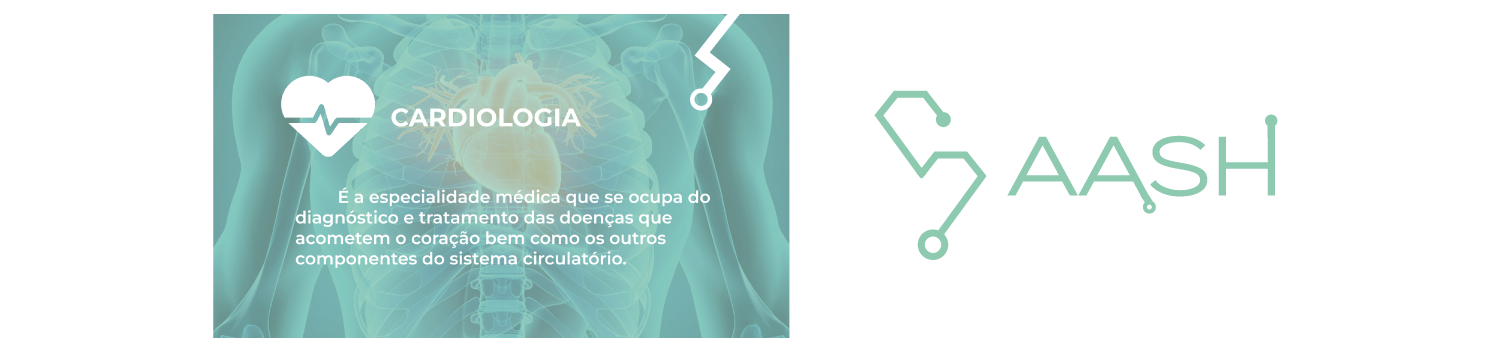 CARDIOLOGIA
É a especialidade médica que se ocupa do
diagnóstico e tratamento das doenças que
acometem o coração bem como os outros
componentes do sistema circulatório.
AASH